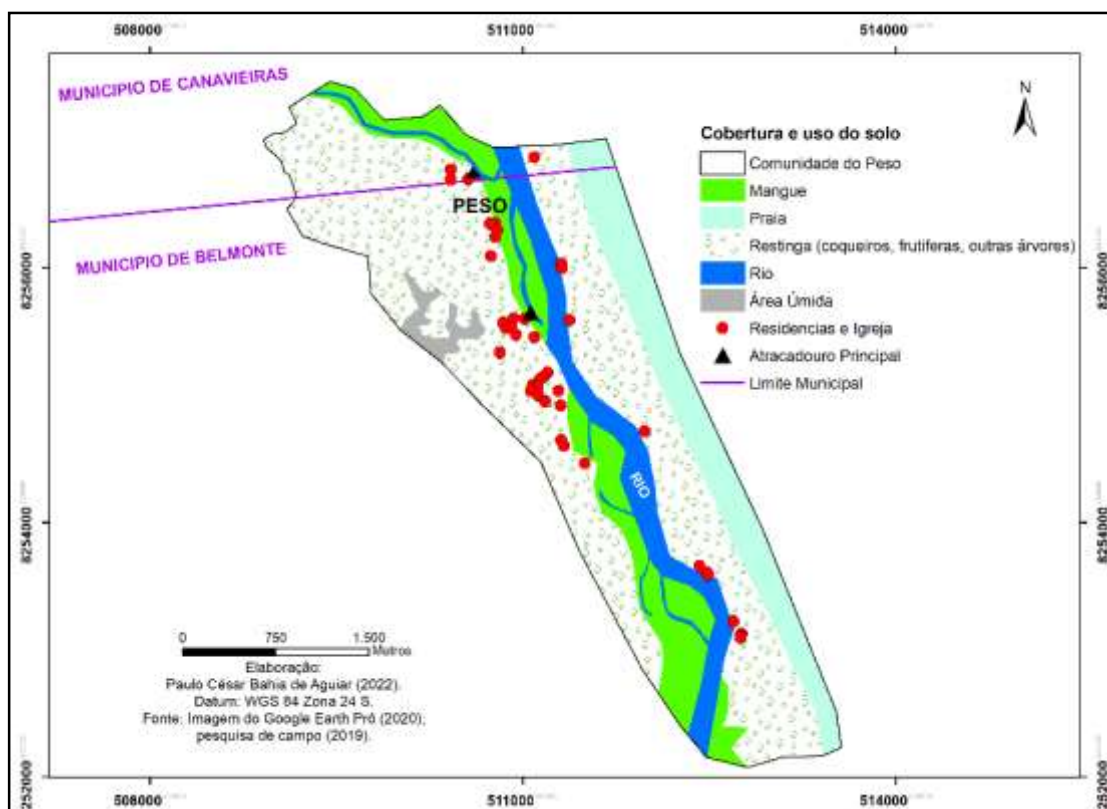 508000
511000
514000
MUNICIPIO DE CANAVIEIRAS
N
Cobertura e uso do solo
Comunidade do Peso
Mangue
Praia
Restinga (coqueiros, frutíferas, outras árvores)
Rio
Área Úmida
Residencias e Igreja
Atracadouro Principal
Limite Municipal
PESO
MUNICIPIO DE BELMONTE
8256000
8256000
RIO
8254000
8254000
0 750 1.500
Mutros
Elaboração:
Paulo César Bahia de Aguiar (2022).
Datum: WGS 84 Zona 24 S.
Fonte: Imagem do Google Earth Pró (2020);
pesquisa de campo (2019).
8252000
8252000
508000
511000
514000